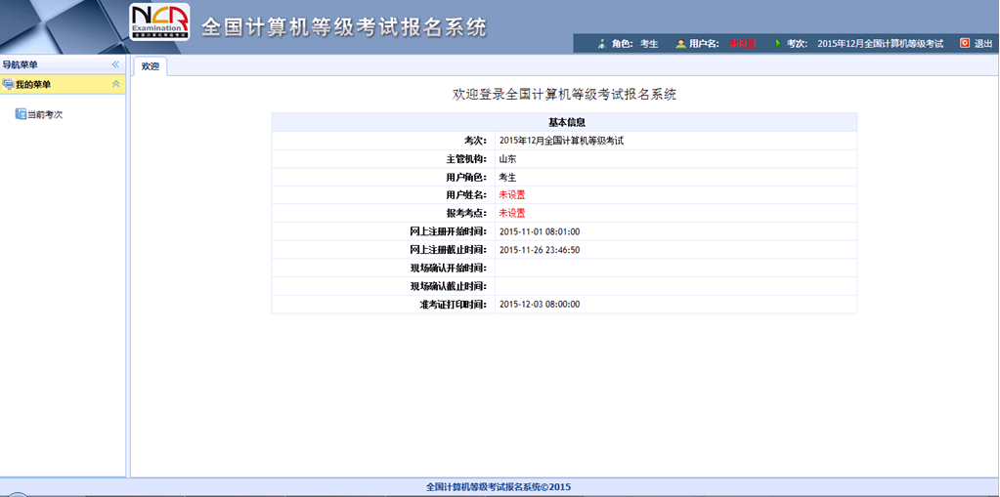 NCR
Examination
全国计算机等级考试
全国计算机等级考试报名系统
角色: 考生 用户名: 未设置 考次: 2015年12月全国计算机等级考试 退出
导航菜单
欢迎
我的菜单
当前考次
欢迎登录全国计算机等级考试报名系统
基本信息
考次: 2015年12月全国计算机等级考试
主管机构: 山东
用户角色: 考生
用户姓名: 未设置
报考考点: 未设置
网上注册开始时间: 2015-11-01 08:01:00
网上注册截止时间: 2015-11-26 23:46:50
现场确认开始时间:
现场确认截止时间:
准考证打印时间: 2015-12-03 08:00:00
全国计算机等级考试报名系统©2015